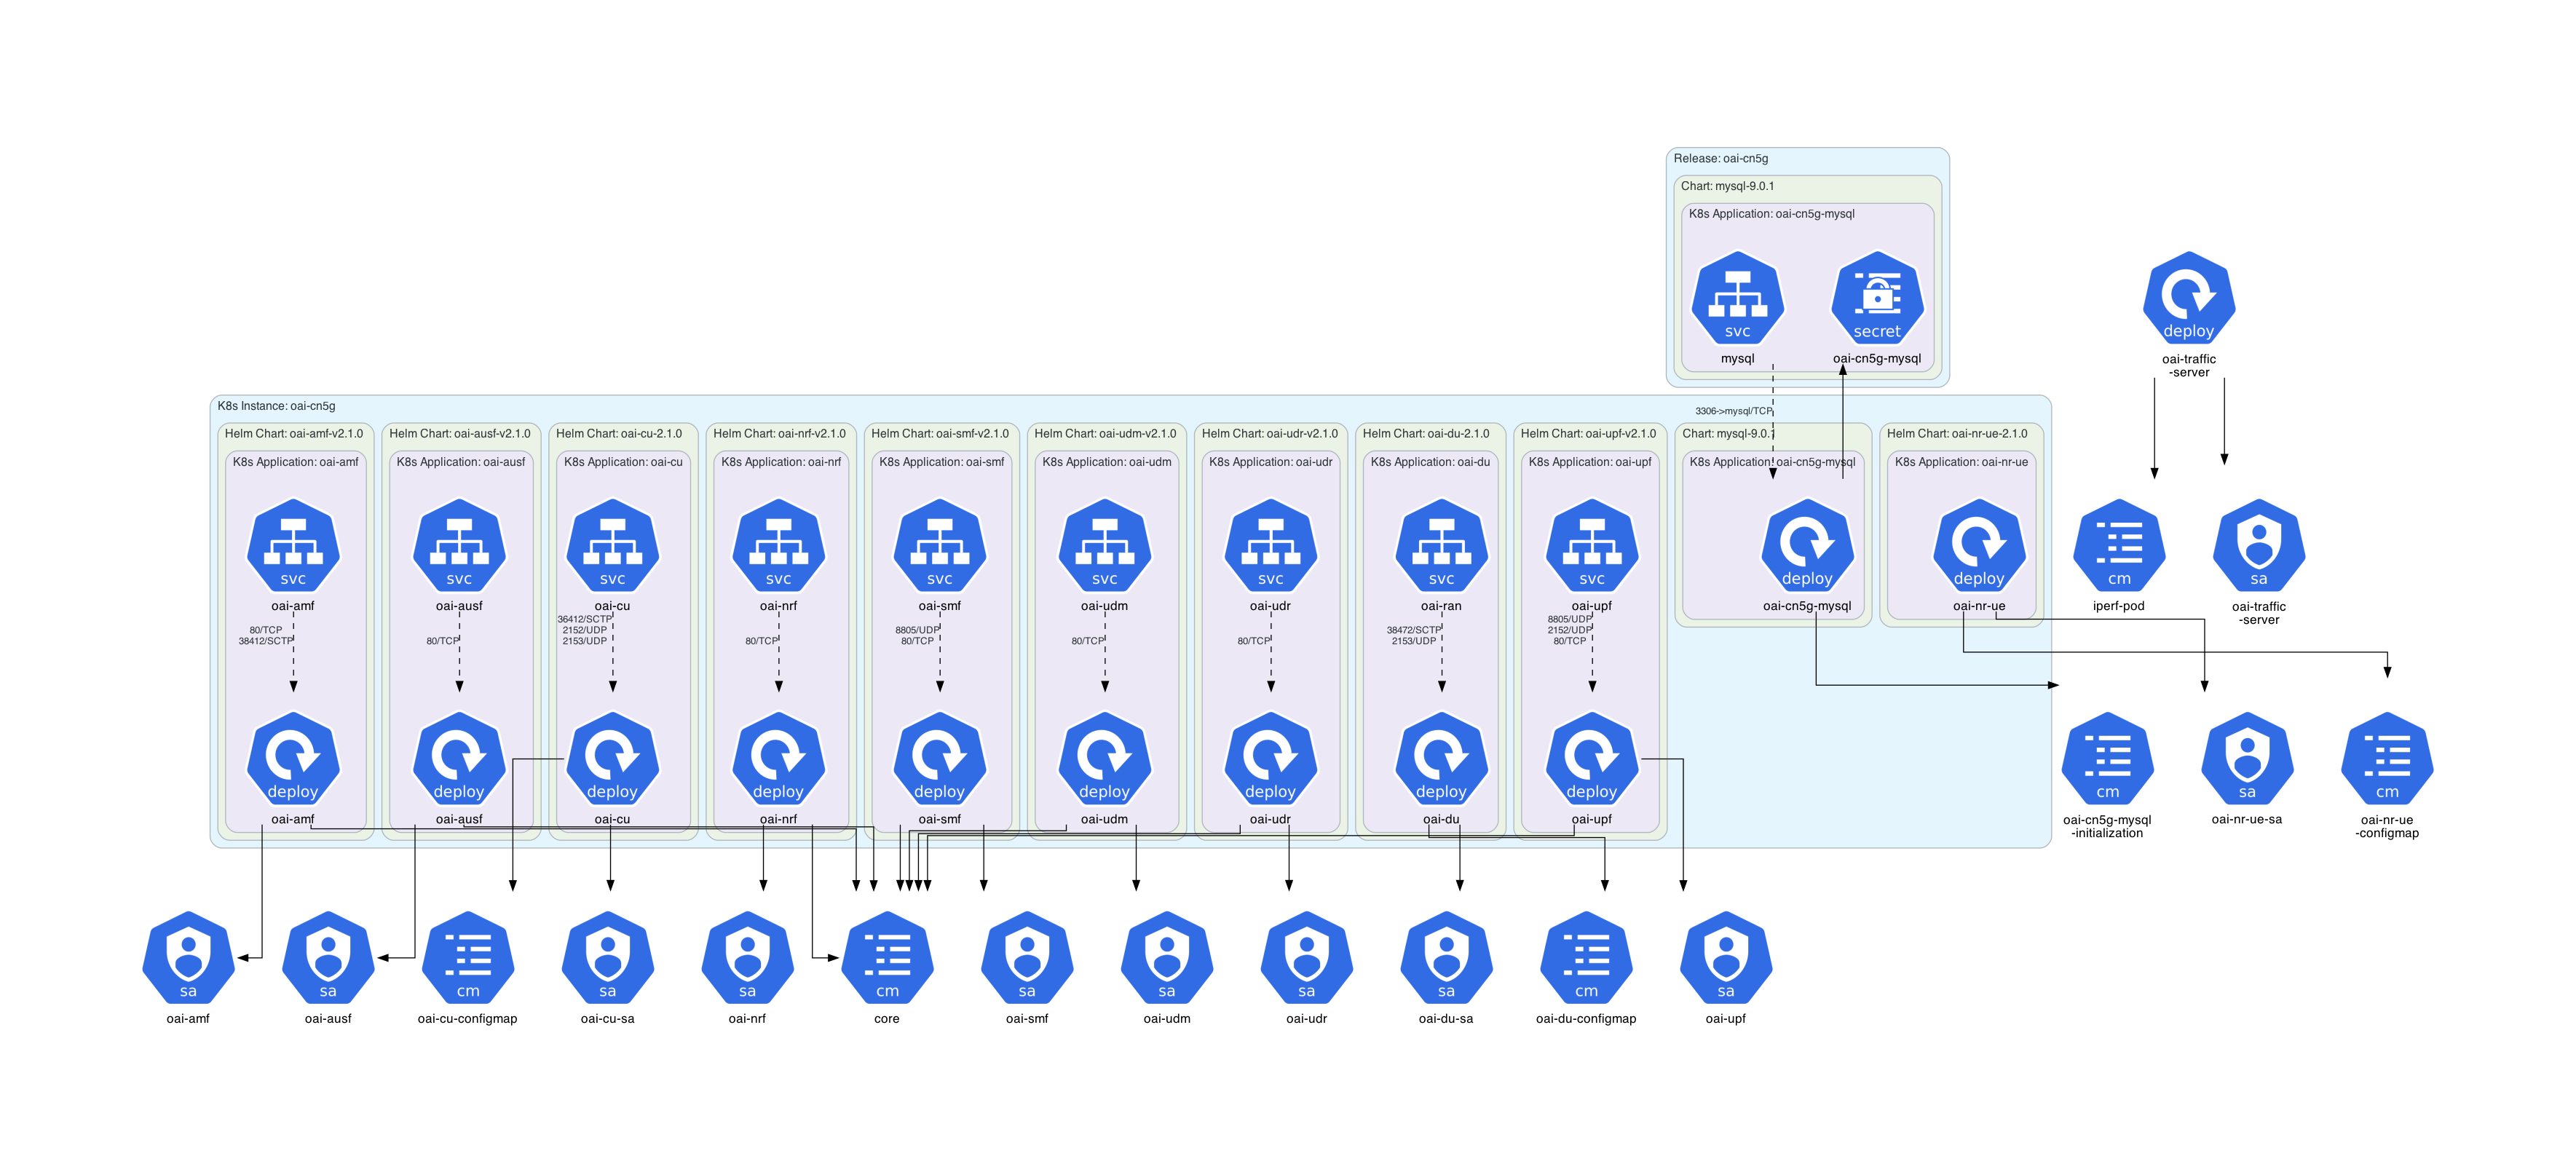 Release: oai-cn5g
Chart: mysql-9.0.1
K8s Application: oai-cn5g-mysql
svc
mysql
secret
oai-cn5g-mysql
deploy
oai-traffic
-server
3306->mysql/TCP
K8s Instance: oai-cn5g
Helm Chart: oai-amf-v2.1.0
K8s Application: oai-amf
svc
oai-amf
80/TCP
38412/SCTP
deploy
oai-amf
Helm Chart: oai-ausf-v2.1.0
K8s Application: oai-ausf
svc
oai-ausf
80/TCP
deploy
oai-ausf
Helm Chart: oai-cu-2.1.0
K8s Application: oai-cu
svc
oai-cu
36412/SCTP
2152/UDP
2153/UDP
deploy
oai-cu
Helm Chart: oai-nrf-v2.1.0
K8s Application: oai-nrf
svc
oai-nrf
80/TCP
deploy
oai-nrf
Helm Chart: oai-smf-v2.1.0
K8s Application: oai-smf
svc
oai-smf
8805/UDP
80/TCP
deploy
oai-smf
Helm Chart: oai-udm-v2.1.0
K8s Application: oai-udm
svc
oai-udm
80/TCP
deploy
oai-udm
Helm Chart: oai-udr-v2.1.0
K8s Application: oai-udr
svc
oai-udr
80/TCP
deploy
oai-udr
Helm Chart: oai-du-2.1.0
K8s Application: oai-du
svc
oai-ran
38472/SCTP
2153/UDP
deploy
oai-du
Helm Chart: oai-upf-v2.1.0
K8s Application: oai-upf
svc
oai-upf
8805/UDP
2152/UDP
80/TCP
deploy
oai-upf
Chart: mysql-9.0.1
K8s Application: oai-cn5g-mysql
deploy
oai-cn5g-mysql
Helm Chart: oai-nr-ue-2.1.0
K8s Application: oai-nr-ue
deploy
oai-nr-ue
cm
iperf-pod
sa
oai-traffic
-server
cm
oai-cn5g-mysql
-initialization
sa
oai-nr-ue-sa
cm
oai-nr-ue
-configmap
sa
oai-amf
sa
oai-ausf
cm
oai-cu-configmap
sa
oai-cu-sa
sa
oai-nrf
cm
core
sa
oai-smf
sa
oai-udm
sa
oai-udr
sa
oai-du-sa
cm
oai-du-configmap
sa
oai-upf